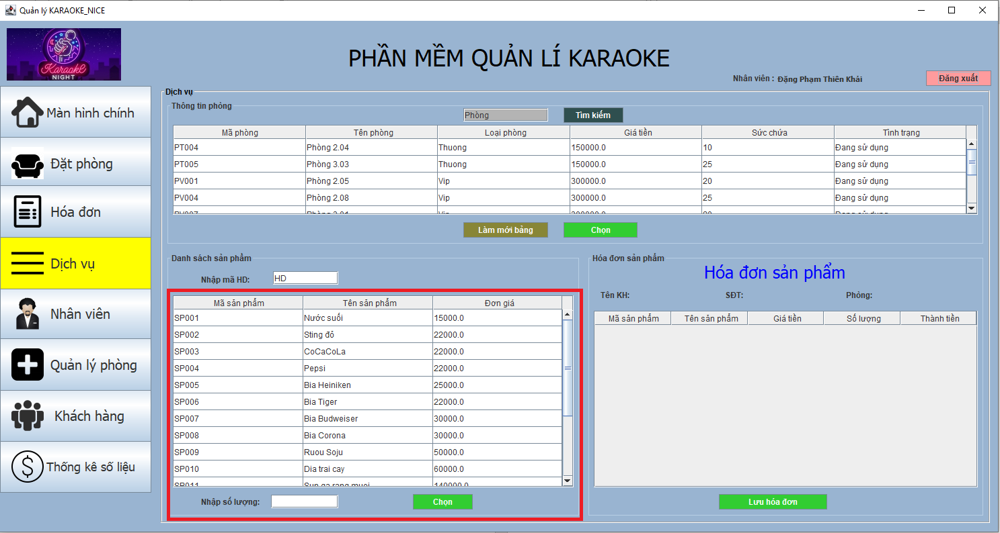 Quản lý KARAOKE_NICE
Karaoke
NIGHT
PHẦN MỀM QUẢN LÍ KARAOKE
Nhân viên : Đặng Phạm Thiên Khải
Đăng xuất
Màn hình chính
Đặt phòng
Hóa đơn
Dịch vụ
Nhân viên
Quản lý phòng
Khách hàng
$ Thống kê số liệu
Dịch vụ
Thông tin phòng
Phòng Tìm kiếm
Mã phòng Tên phòng Loại phòng Giá tiền Sức chứa Tình trạng
PT004 Phòng 2.04 Thuong 150000.0 10 Đang sử dụng
PT005 Phòng 3.03 Thuong 150000.0 25 Đang sử dụng
PV001 Phòng 2.05 Vip 300000.0 20 Đang sử dụng
PV004 Phòng 2.08 Vip 300000.0 25 Đang sử dụng
Làm mới bảng Chọn
Danh sách sản phẩm
Nhập mã HD: HD
Mã sản phẩm Tên sản phẩm Đơn giá
SP001 Nước suối 15000.0
SP002 Sting đỏ 22000.0
SP003 CoCaCoLa 22000.0
SP004 Pepsi 22000.0
SP005 Bia Heiniken 25000.0
SP006 Bia Tiger 22000.0
SP007 Bia Budweiser 30000.0
SP008 Bia Corona 30000.0
SP009 Ruou Soju 50000.0
SP010 Dia trai cay 60000.0
SP011 Sun ga rang muoi 140000.0
Nhập số lượng: Chọn
Hóa đơn sản phẩm
Hóa đơn sản phẩm
Tên KH: SĐT: Phòng:
Mã sản phẩm Tên sản phẩm Giá tiền Số lượng Thành tiền
Lưu hóa đơn